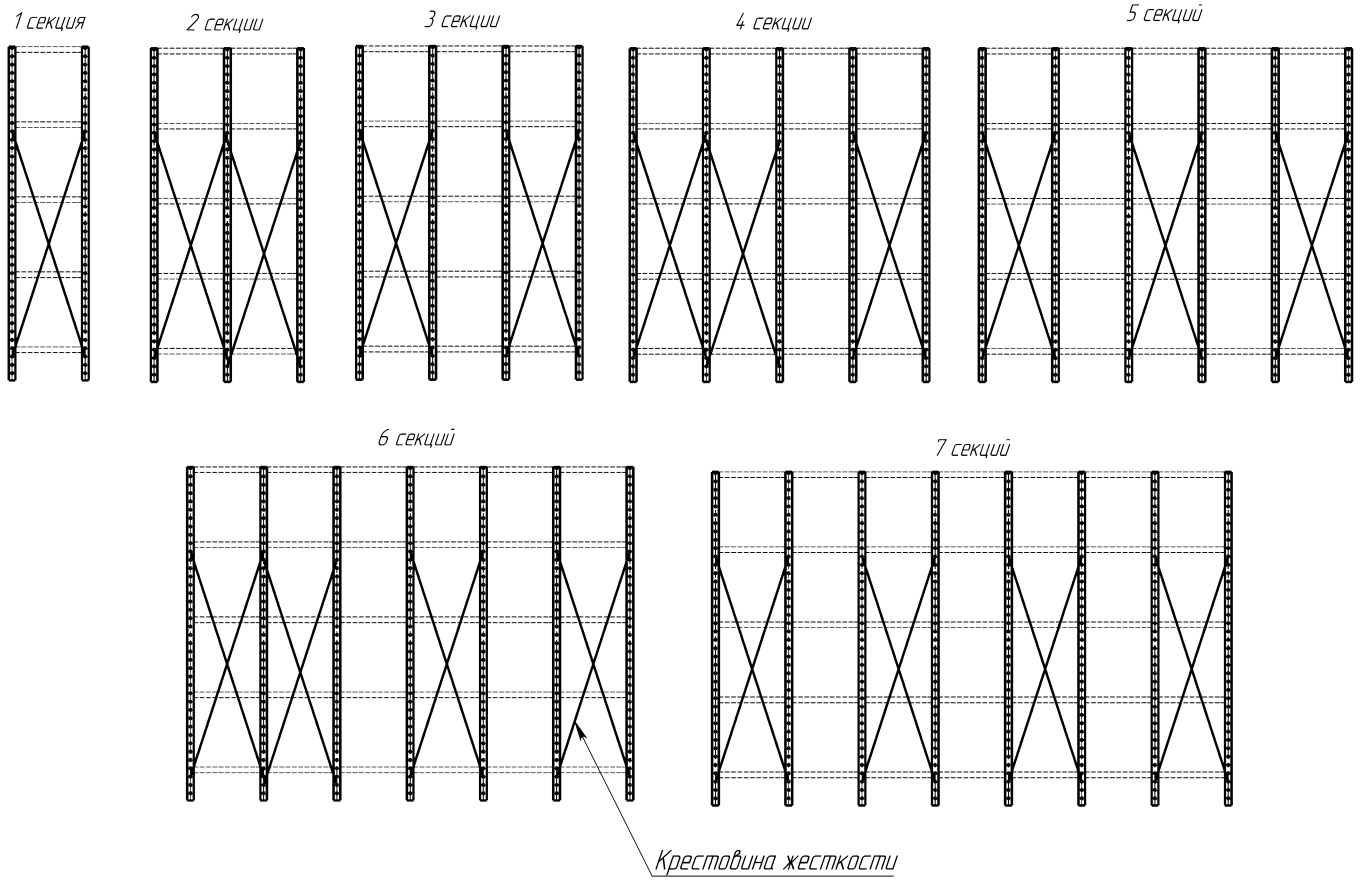 1 секция
2 секции
3 секции
4 секции
5 секций
6 секций
7 секций
Крестовина жесткости